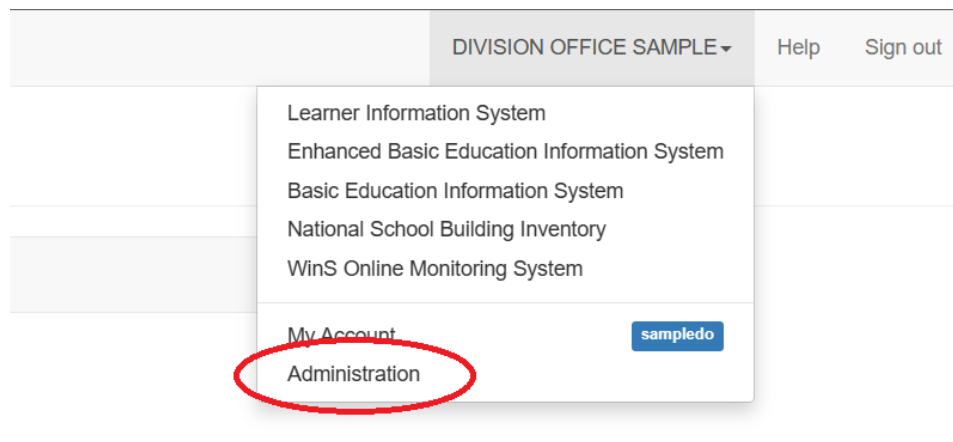 DIVISION OFFICE SAMPLE Help Sign out
Learner Information System
Enhanced Basic Education Information System
Basic Education Information System
National School Building Inventory
WinS Online Monitoring System
My Account sampledo
Administration